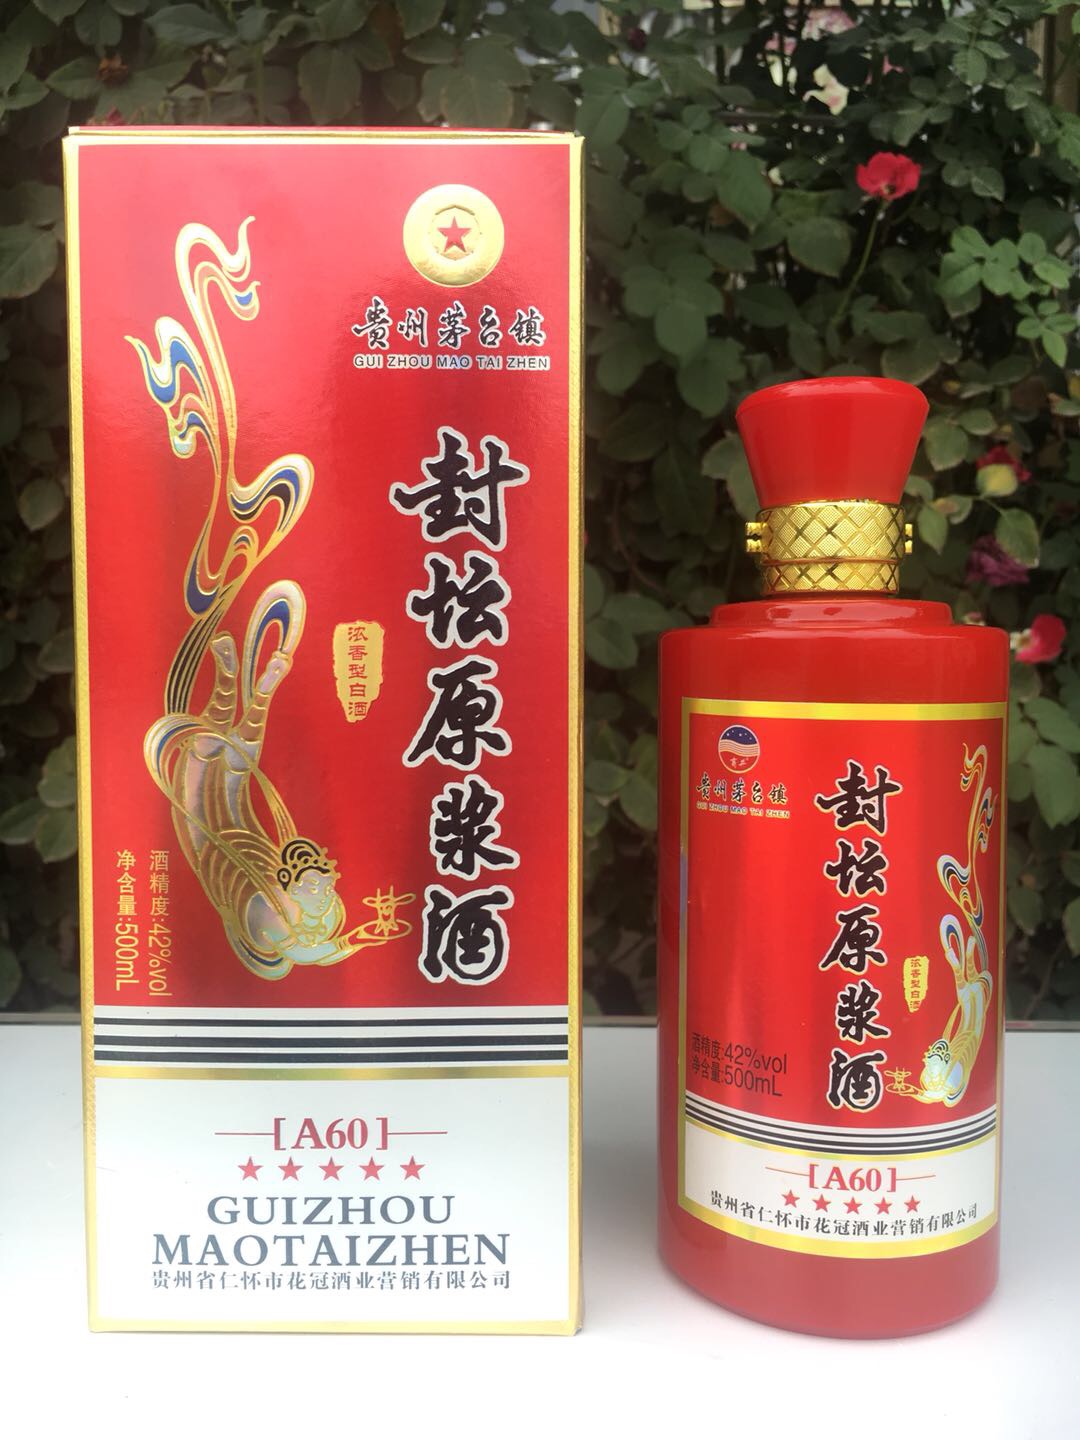 贵州茅台镇
GUI ZHOU MAO TAI ZHEN
封坛原浆酒
浓香型白酒
酒精度:42%vol
净含量:500mL
[A60]
GUIZHOU
MAOTAIZHEN
贵州省仁怀市花冠酒业营销有限公司
贵州茅台镇
GUI ZHOU MAO TAI ZHEN
封坛原浆酒
浓香型白酒
酒精度:42%vol
净含量:500mL
[A60]
贵州省仁怀市花冠酒业营销有限公司